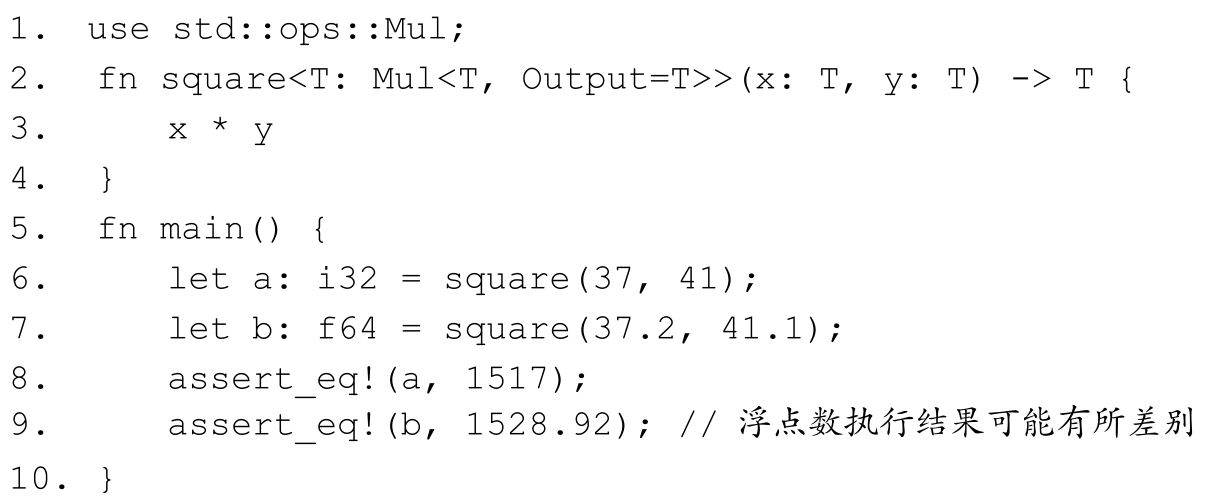 1. use std::ops::Mul;
2. fn square<T: Mul<T, Output=T>>(x: T, y: T) -> T {
3. x * y
4. }
5. fn main() {
6. let a: i32 = square(37, 41);
7. let b: f64 = square(37.2, 41.1);
8. assert_eq!(a, 1517);
9. assert_eq!(b, 1528.92); // 浮点数执行结果可能有所差别
10. }